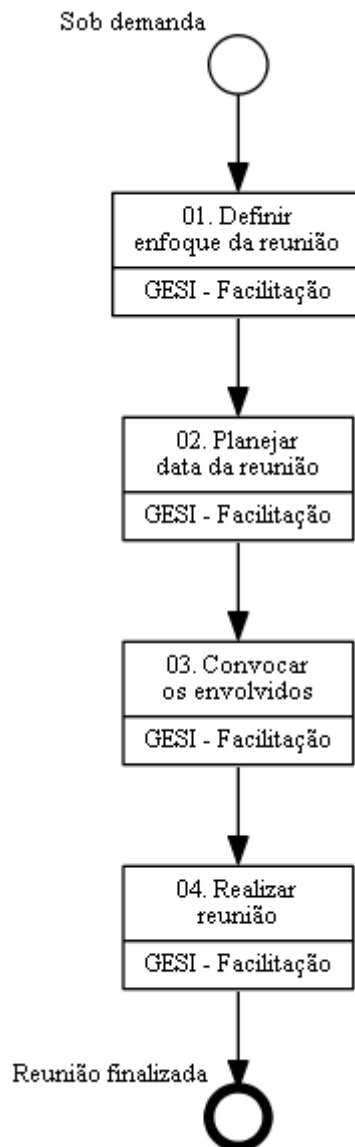 Sob demanda
01. Definir
enfoque da reunião
GESI - Facilitação
02. Planejar
data da reunião
GESI - Facilitação
03. Convocar
os envolvidos
GESI - Facilitação
04. Realizar
reunião
GESI - Facilitação
Reunião finalizada